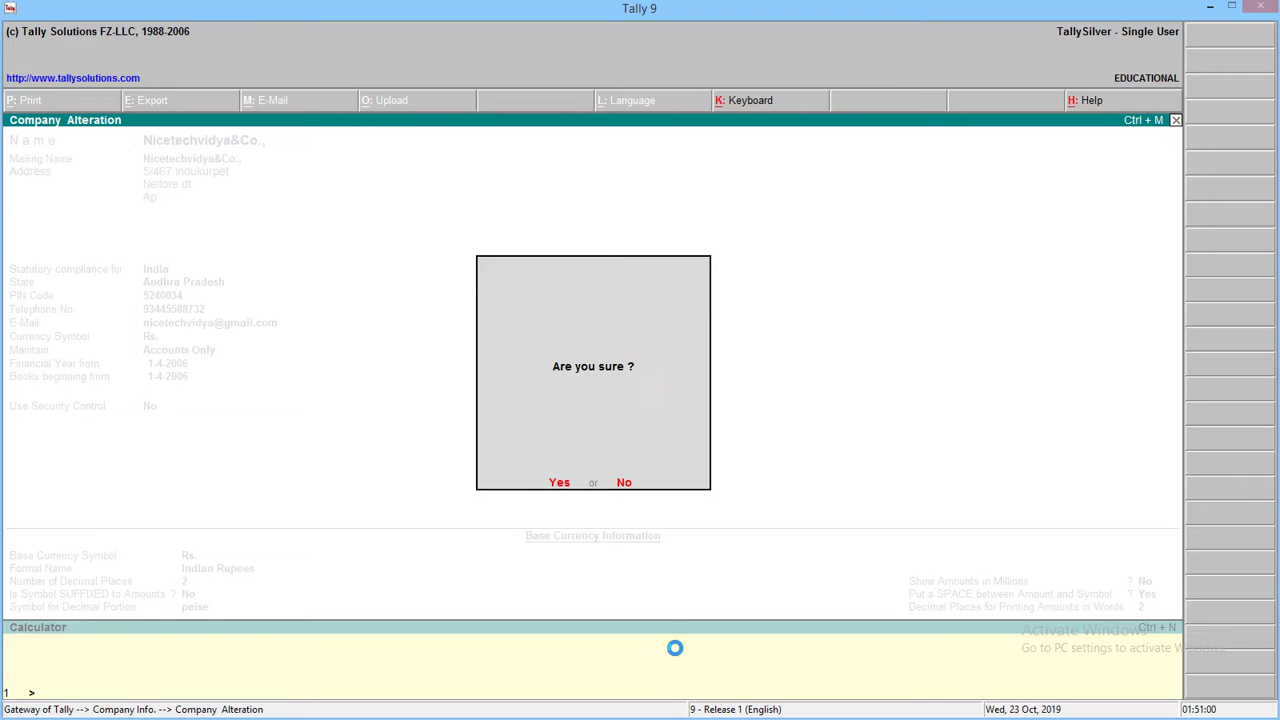 Tally
Tally 9
(c) Tally Solutions FZ-LLC, 1988-2006
TallySilver - Single User
http://www.tallysolutions.com
EDUCATIONAL
P: Print
E: Export
M: E-Mail
O: Upload
L: Language
K: Keyboard
H: Help
Company Alteration
Ctrl + M
Name : Nicetechvidya&Co.,
Mailing Name : Nicetechvidya&Co.,
Address : 5/467 Indukurpet
Nellore dt
Ap
Statutory compliance for : India
State : Andhra Pradesh
PIN Code : 5240034
Telephone No : 93445588732
E-Mail : nicetechvidya@gmail.com
Currency Symbol : Rs.
Maintain : Accounts Only
Financial Year from : 1-4-2006
Books beginning from : 1-4-2006
Use Security Control : No
Are you sure ?
Yes or No
Base Currency Information
Base Currency Symbol : Rs.
Formal Name : Indian Rupees
Number of Decimal Places : 2
Is Symbol SUFFIXED to Amounts ? No
Symbol for Decimal Portion : paise
Show Amounts in Millions ? No
Put a SPACE between Amount and Symbol ? Yes
Decimal Places for Printing Amounts in Words : 2
Calculator
Ctrl + N
Activate Windows
Go to PC settings to activate Windows.
1 >
Gateway of Tally --> Company Info. --> Company Alteration
9 - Release 1 (English)
Wed, 23 Oct, 2019
01:51:00